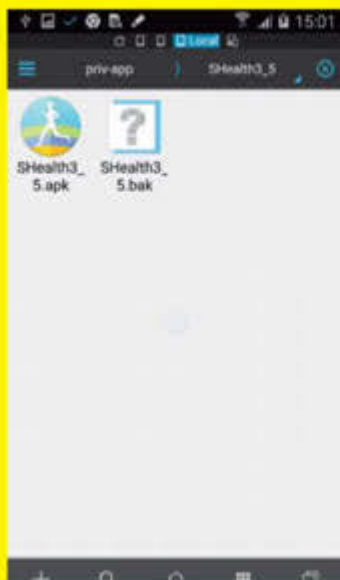 15:01
Local
priv-app
SHealth3_5
SHealth3_
5.apk
SHealth3_
5.bak